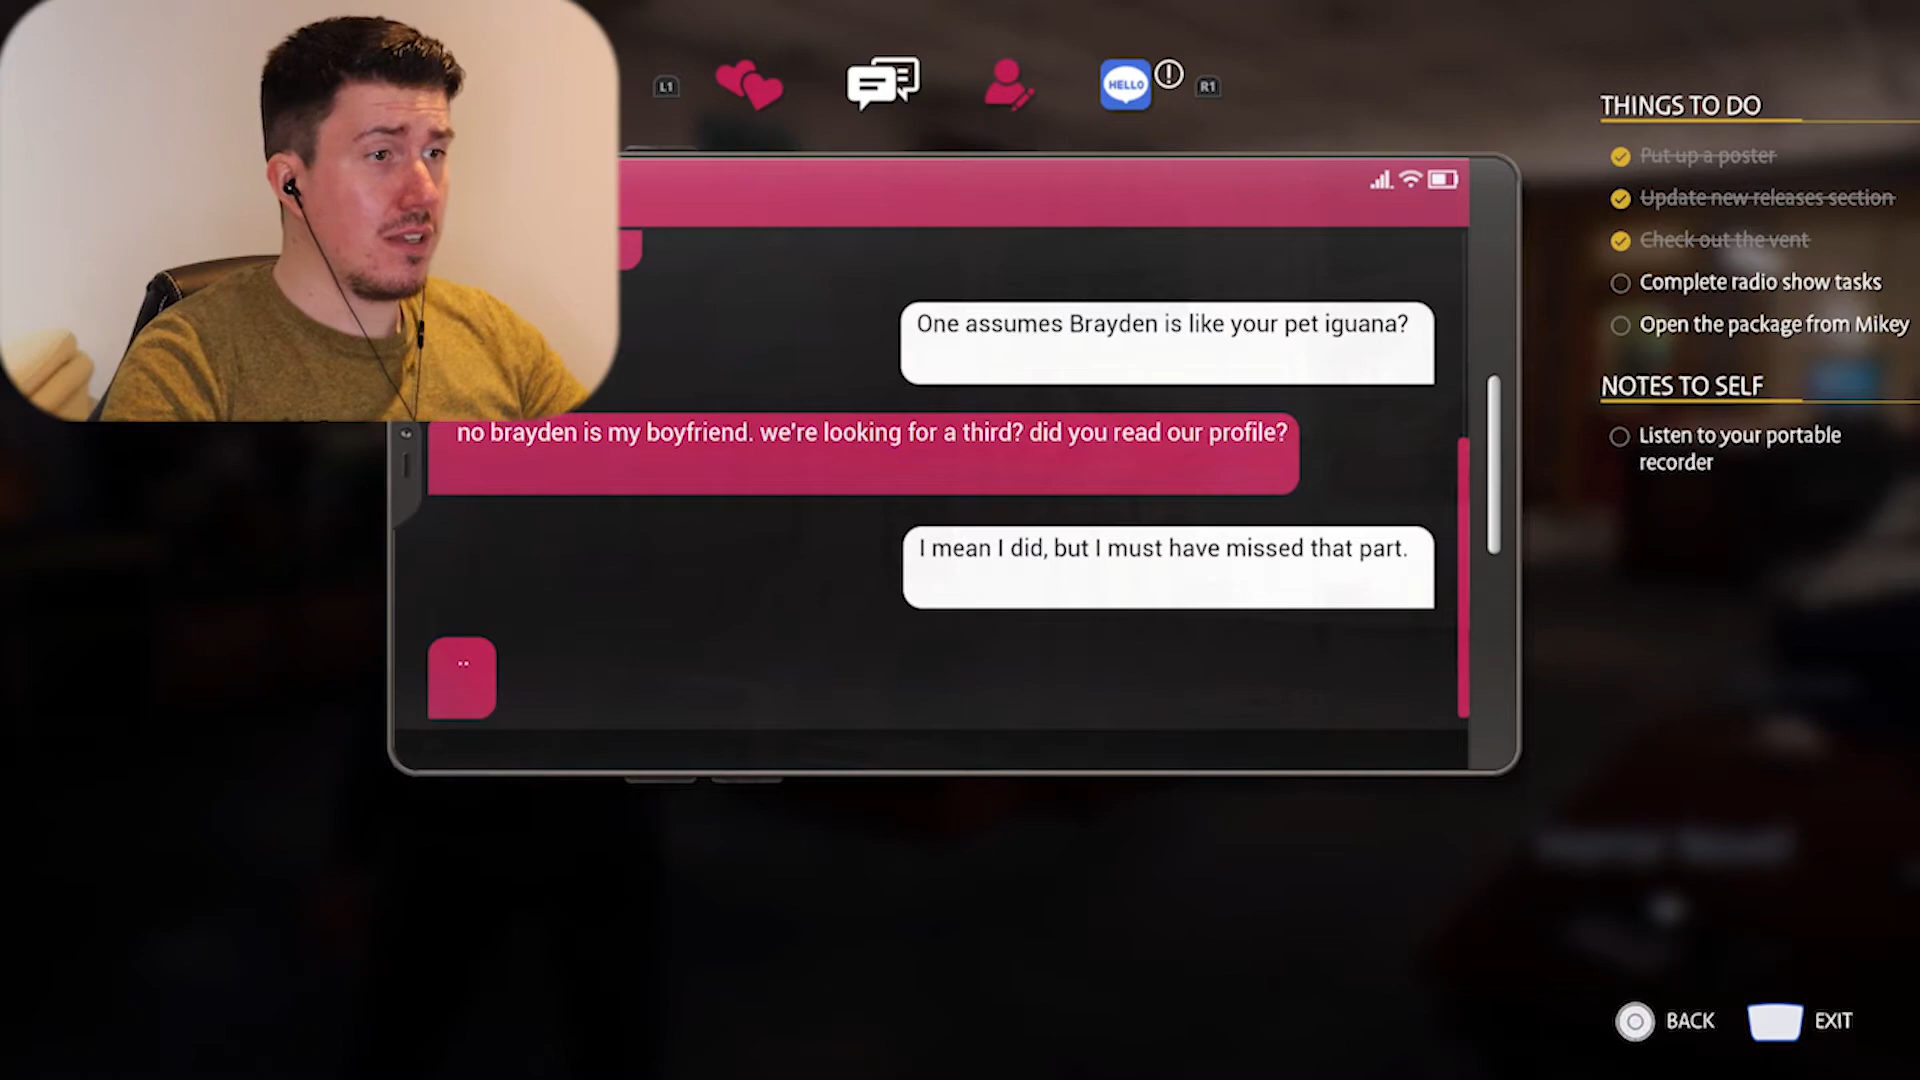 L1
HELLO
R1
One assumes Brayden is like your pet iguana?
no brayden is my boyfriend. we're looking for a third? did you read our profile?
I mean I did, but I must have missed that part.
..
THINGS TO DO
Put up a poster
Update new releases section
Check out the vent
Complete radio show tasks
Open the package from Mikey
NOTES TO SELF
Listen to your portable
recorder
BACK
EXIT